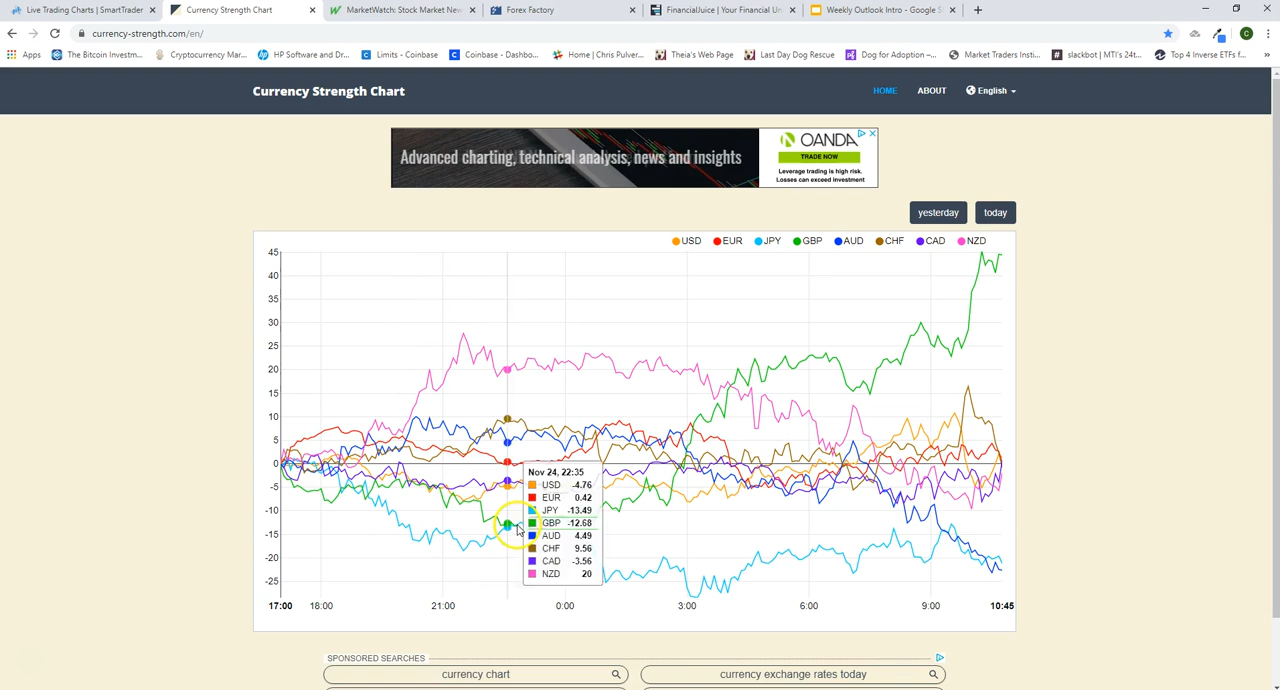 Live Trading Charts | SmartTrader
Currency Strength Chart
MarketWatch: Stock Market New
Forex Factory
FinancialJuice | Your Financial Un
Weekly Outlook Intro - Google S
currency-strength.com/en/
C
Apps
The Bitcoin Investm...
Cryptocurrency Mar...
HP Software and Dr...
Limits - Coinbase
Coinbase - Dashbo...
Home | Chris Pulver...
Theia's Web Page
Last Day Dog Rescue
Dog for Adoption –...
Market Traders Insti...
slackbot | MTI's 24t...
Top 4 Inverse ETFs f...
»
Currency Strength Chart
HOME
ABOUT
English
Advanced charting, technical analysis, news and insights
OANDA
TRADE NOW
Leverage trading is high risk.
Losses can exceed investment
yesterday
today
USD EUR JPY GBP AUD CHF CAD NZD
45
40
35
30
25
20
15
10
5
0
-5
-10
-15
-20
-25
Nov 24, 22:35
USD -4.76
EUR 0.42
JPY -13.49
GBP -12.68
AUD 4.49
CHF 9.56
CAD -3.56
NZD 20
17:00 18:00 21:00 0:00 3:00 6:00 9:00 10:45
SPONSORED SEARCHES
currency chart
currency exchange rates today